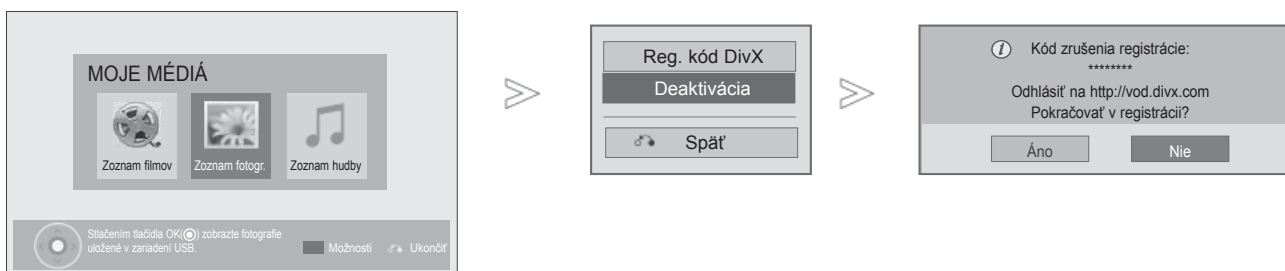 MOJE MÉDIÁ
Zoznam filmov
Zoznam fotogr.
Zoznam hudby
Stlačením tlačidla OK(◉) zobrazte fotografie
uložené v zariadení USB.
Možnosti
Ukončiť
Reg. kód DivX
Deaktivácia
Späť
Kód zrušenia registrácie:
********
Odhlásiť na http://vod.divx.com
Pokračovať v registrácii?
Áno
Nie